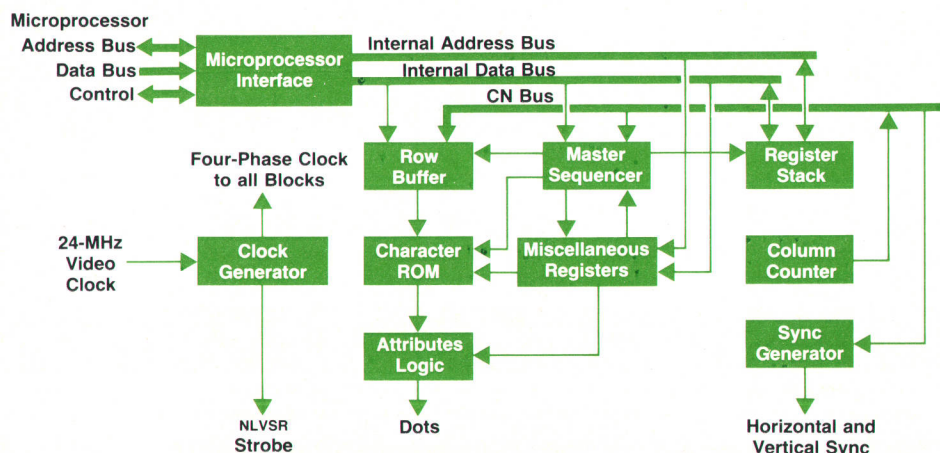 Microprocessor
Address Bus
Data Bus
Control
Microprocessor
Interface
Internal Address Bus
Internal Data Bus
CN Bus
Four-Phase Clock
to all Blocks
Row
Buffer
Master
Sequencer
Register
Stack
24-MHz
Video
Clock
Clock
Generator
Character
ROM
Miscellaneous
Registers
Column
Counter
Attributes
Logic
Sync
Generator
NLVSR
Strobe
Dots
Horizontal and
Vertical Sync